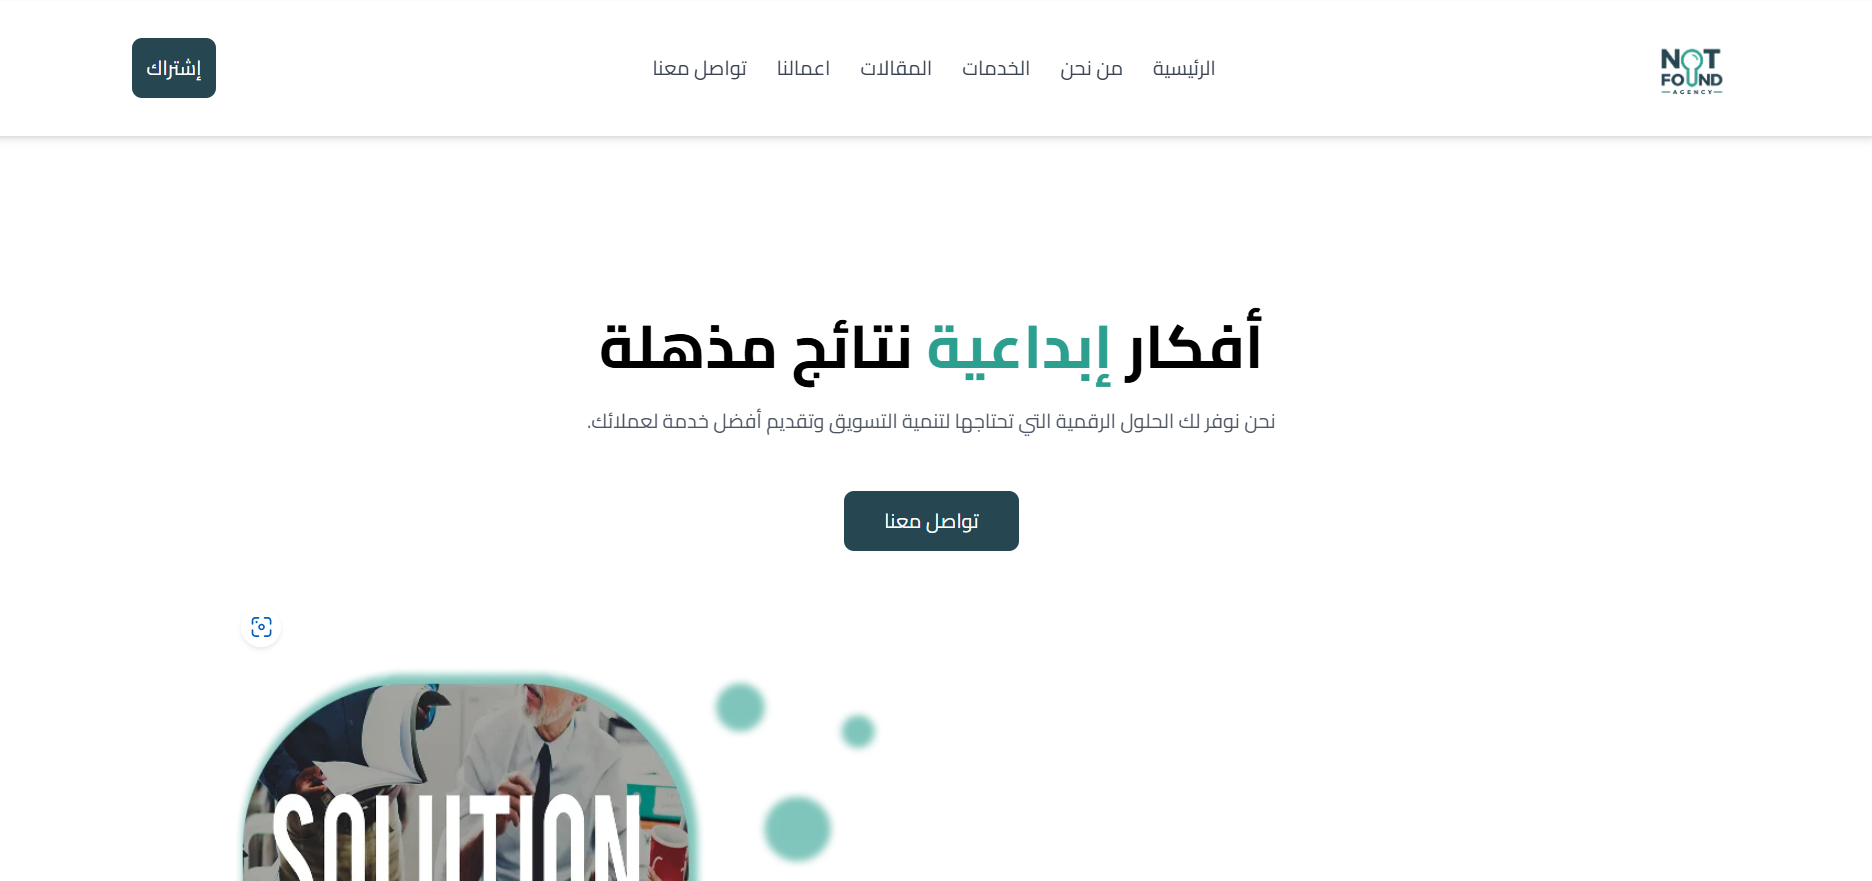 NOT
FOUND
AGENCY
الرئيسية
من نحن
الخدمات
المقالات
اعمالنا
تواصل معنا
إشتراك
أفكار إبداعية نتائج مذهلة
نحن نوفر لك الحلول الرقمية التي تحتاجها لتنمية التسويق وتقديم أفضل خدمة لعملائك.
تواصل معنا
SOLUTION